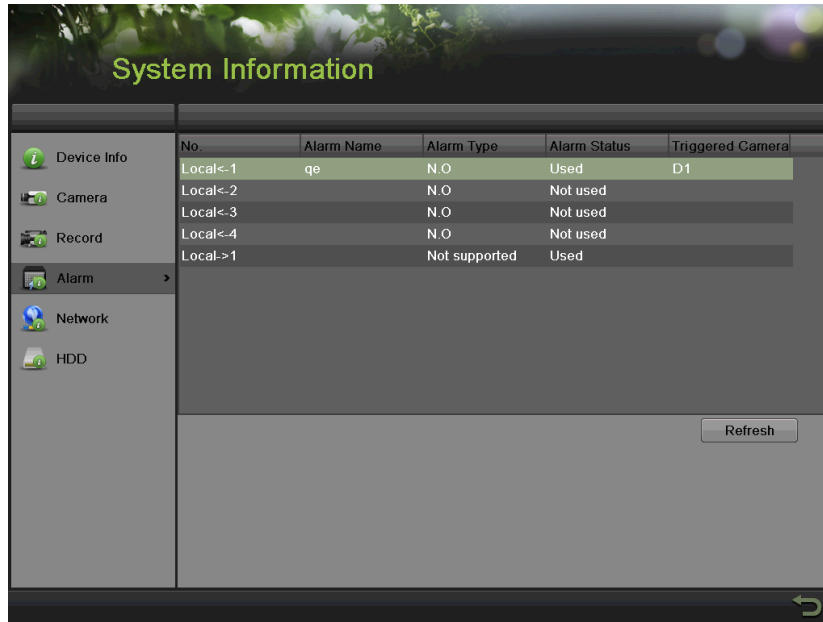 System Information
Device Info
Camera
Record
Alarm
Network
HDD
No. Alarm Name Alarm Type Alarm Status Triggered Camera
Local<-1 qe N.O Used D1
Local<-2 N.O Not used
Local<-3 N.O Not used
Local<-4 N.O Not used
Local->1 Not supported Used
Refresh